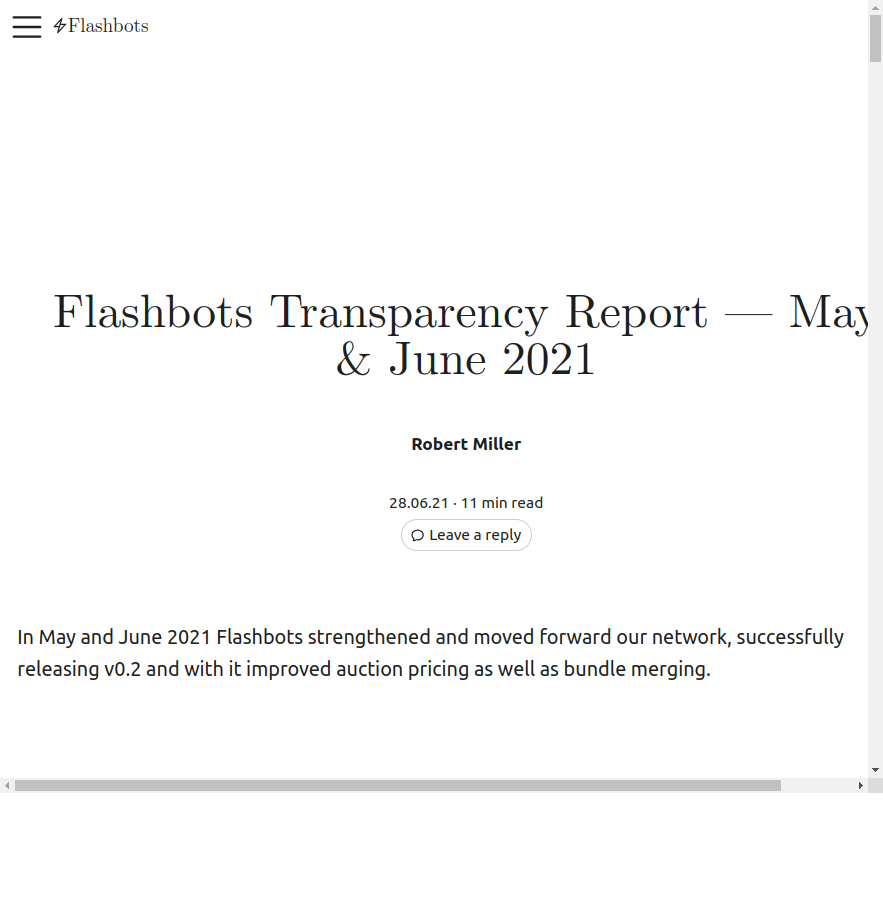 Flashbots
Flashbots Transparency Report — May
& June 2021
Robert Miller
28.06.21 · 11 min read
Leave a reply
In May and June 2021 Flashbots strengthened and moved forward our network, successfully
releasing v0.2 and with it improved auction pricing as well as bundle merging.